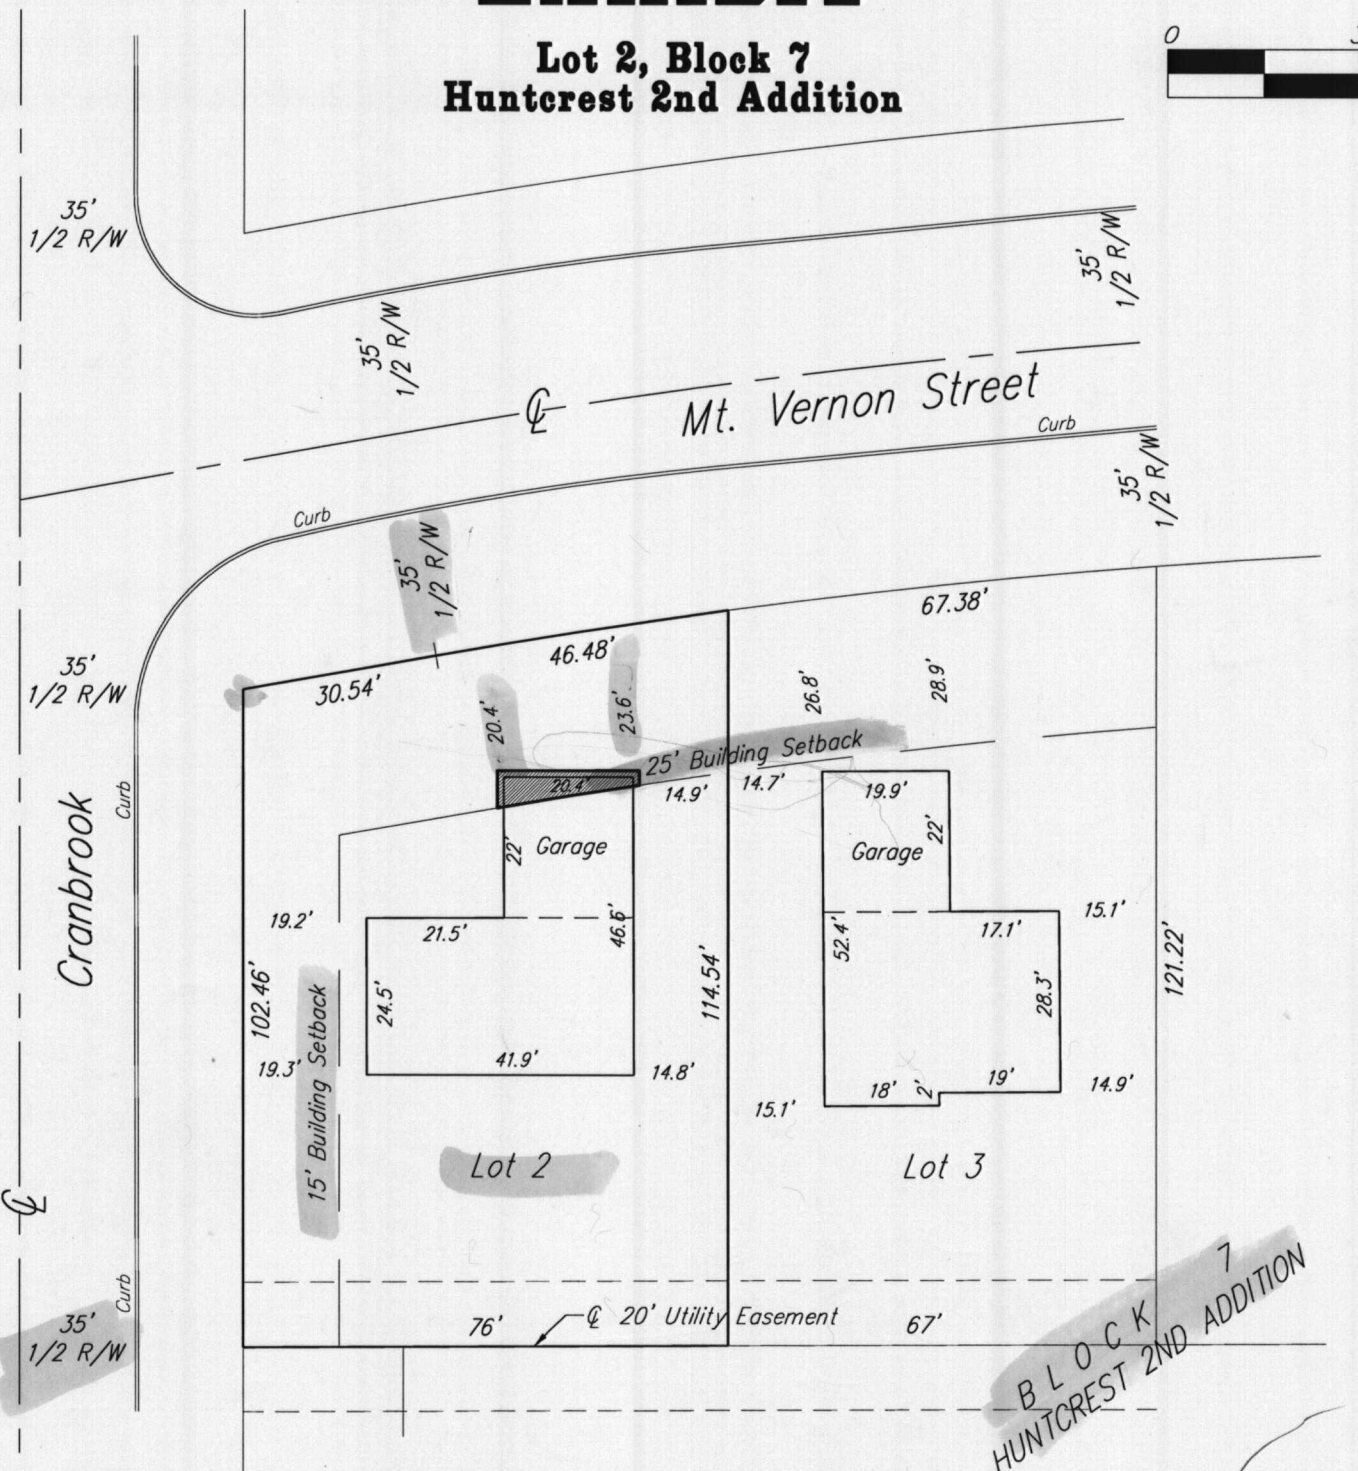 Lot 2, Block 7
Huntcrest 2nd Addition
0
35'
1/2 R/W
35'
1/2 R/W
35'
1/2 R/W
℄
Mt. Vernon Street
Curb
35'
1/2 R/W
Curb
35'
1/2 R/W
67.38'
46.48'
30.54'
35'
1/2 R/W
20.4'
23.6'
26.8'
28.9'
25' Building Setback
20.4'
14.9'
14.7'
19.9'
Curb
Cranbrook
22'
Garage
22'
Garage
19.2'
21.5'
46.6'
52.4'
17.1'
15.1'
102.46'
24.5'
114.54'
28.3'
121.22'
19.3'
15' Building Setback
41.9'
14.8'
15.1'
18'
2'
19'
14.9'
Lot 2
Lot 3
℄
Curb
35'
1/2 R/W
76'
℄ 20' Utility Easement
67'
BLOCK 7
HUNTCREST 2ND ADDITION